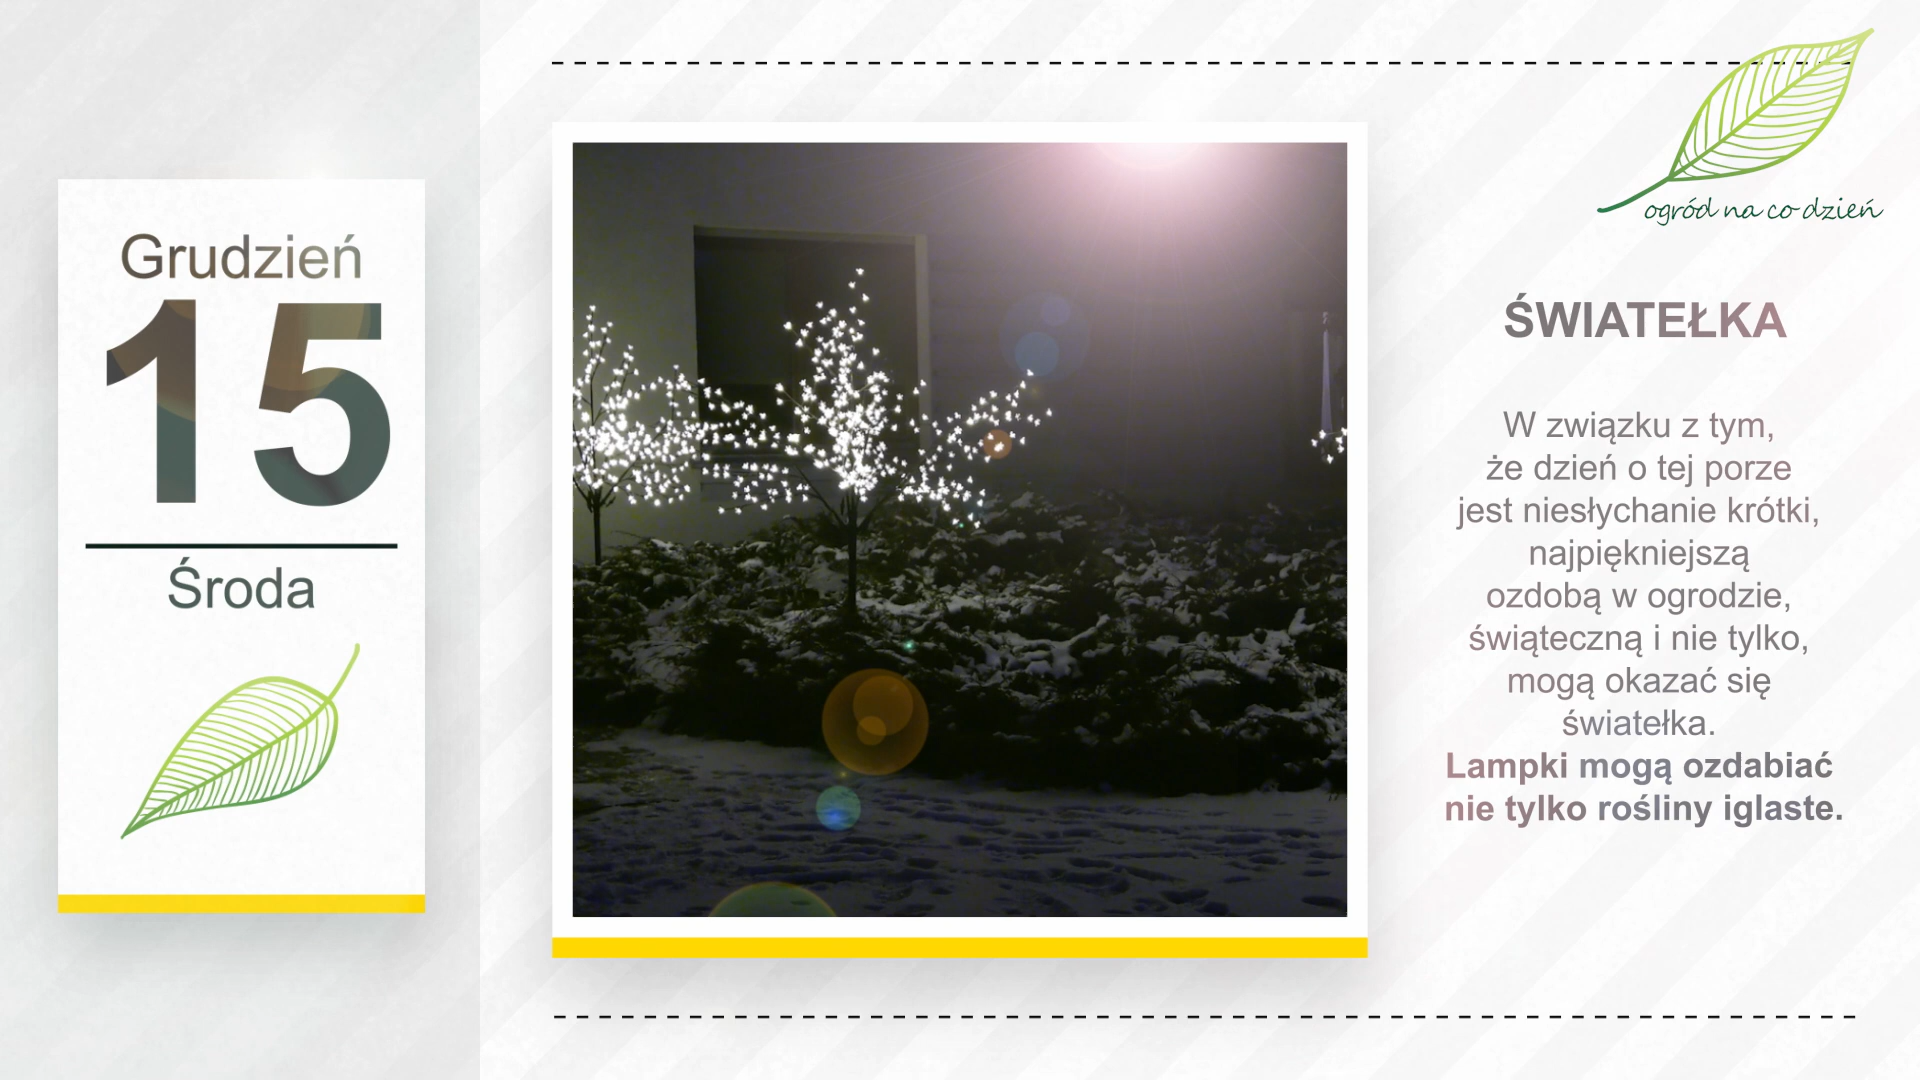 Grudzień
15
Środa
ogród na co dzień
ŚWIATEŁKA
W związku z tym,
że dzień o tej porze
jest niesłychanie krótki,
najpiękniejszą
ozdobą w ogrodzie,
świąteczną i nie tylko,
mogą okazać się
światełka.
Lampki mogą ozdabiać
nie tylko rośliny iglaste.